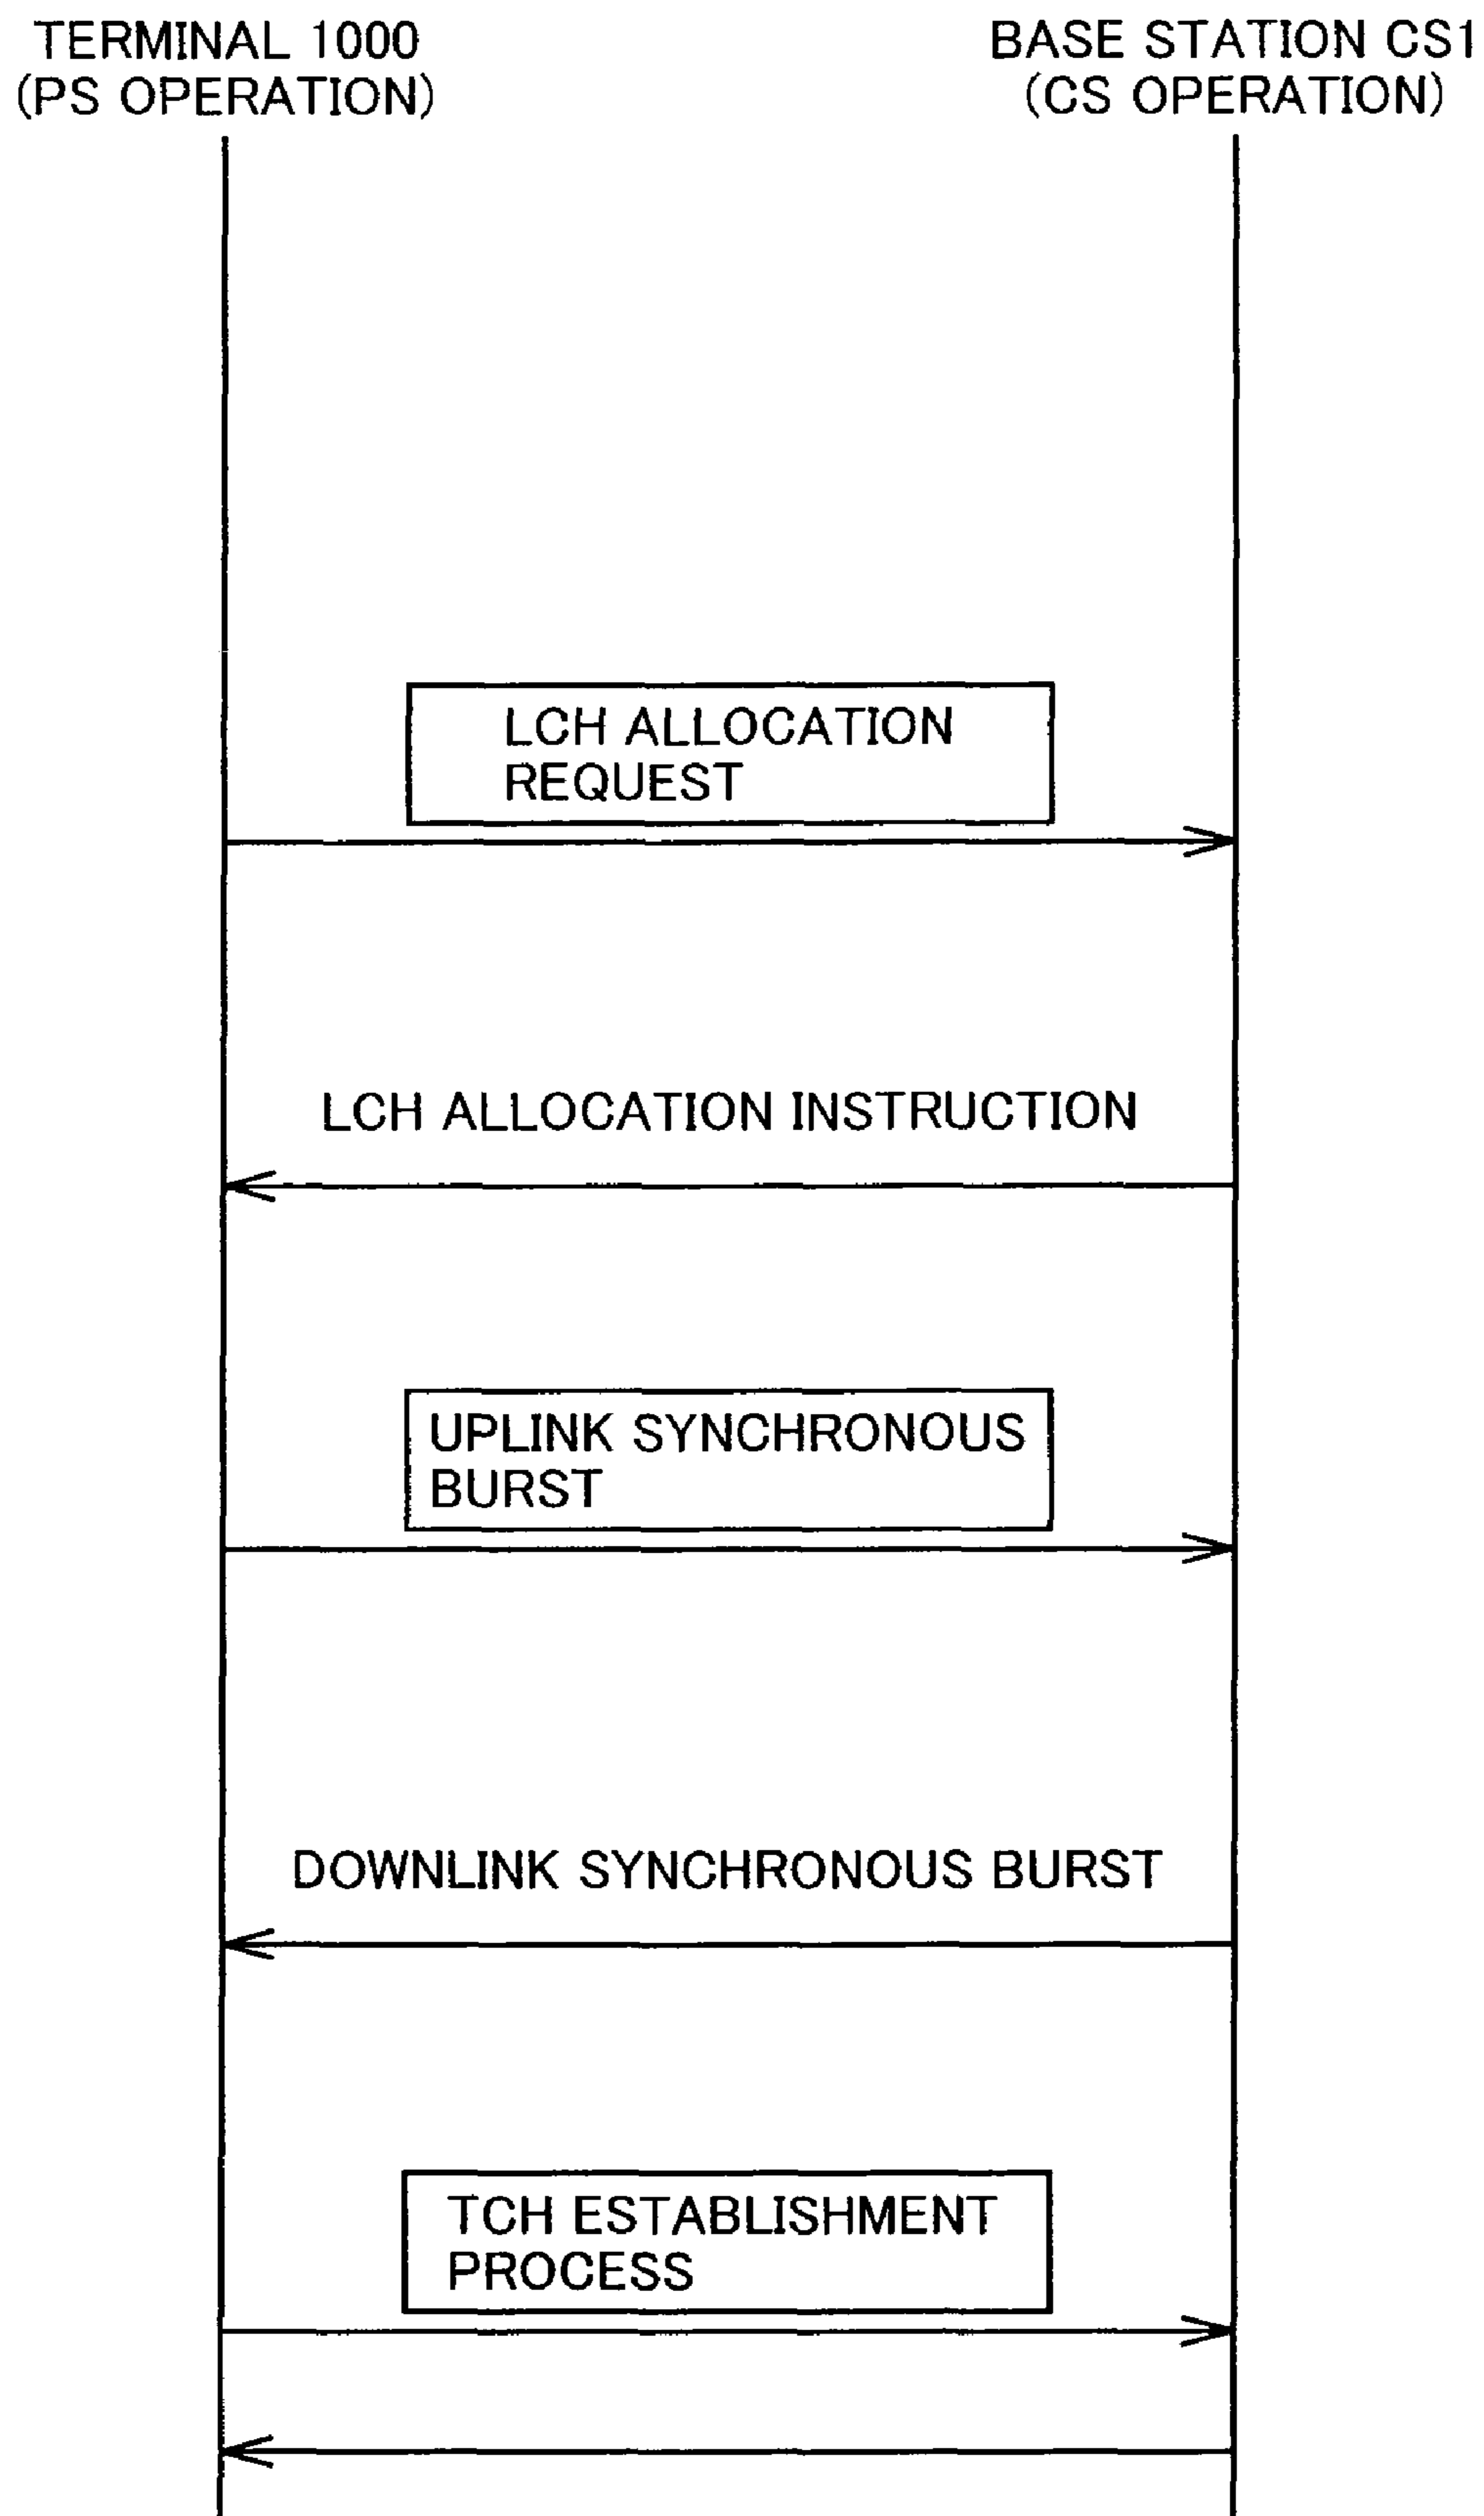 TERMINAL 1000
(PS OPERATION)
BASE STATION CS1
(CS OPERATION)
LCH ALLOCATION
REQUEST
LCH ALLOCATION INSTRUCTION
UPLINK SYNCHRONOUS
BURST
DOWNLINK SYNCHRONOUS BURST
TCH ESTABLISHMENT
PROCESS